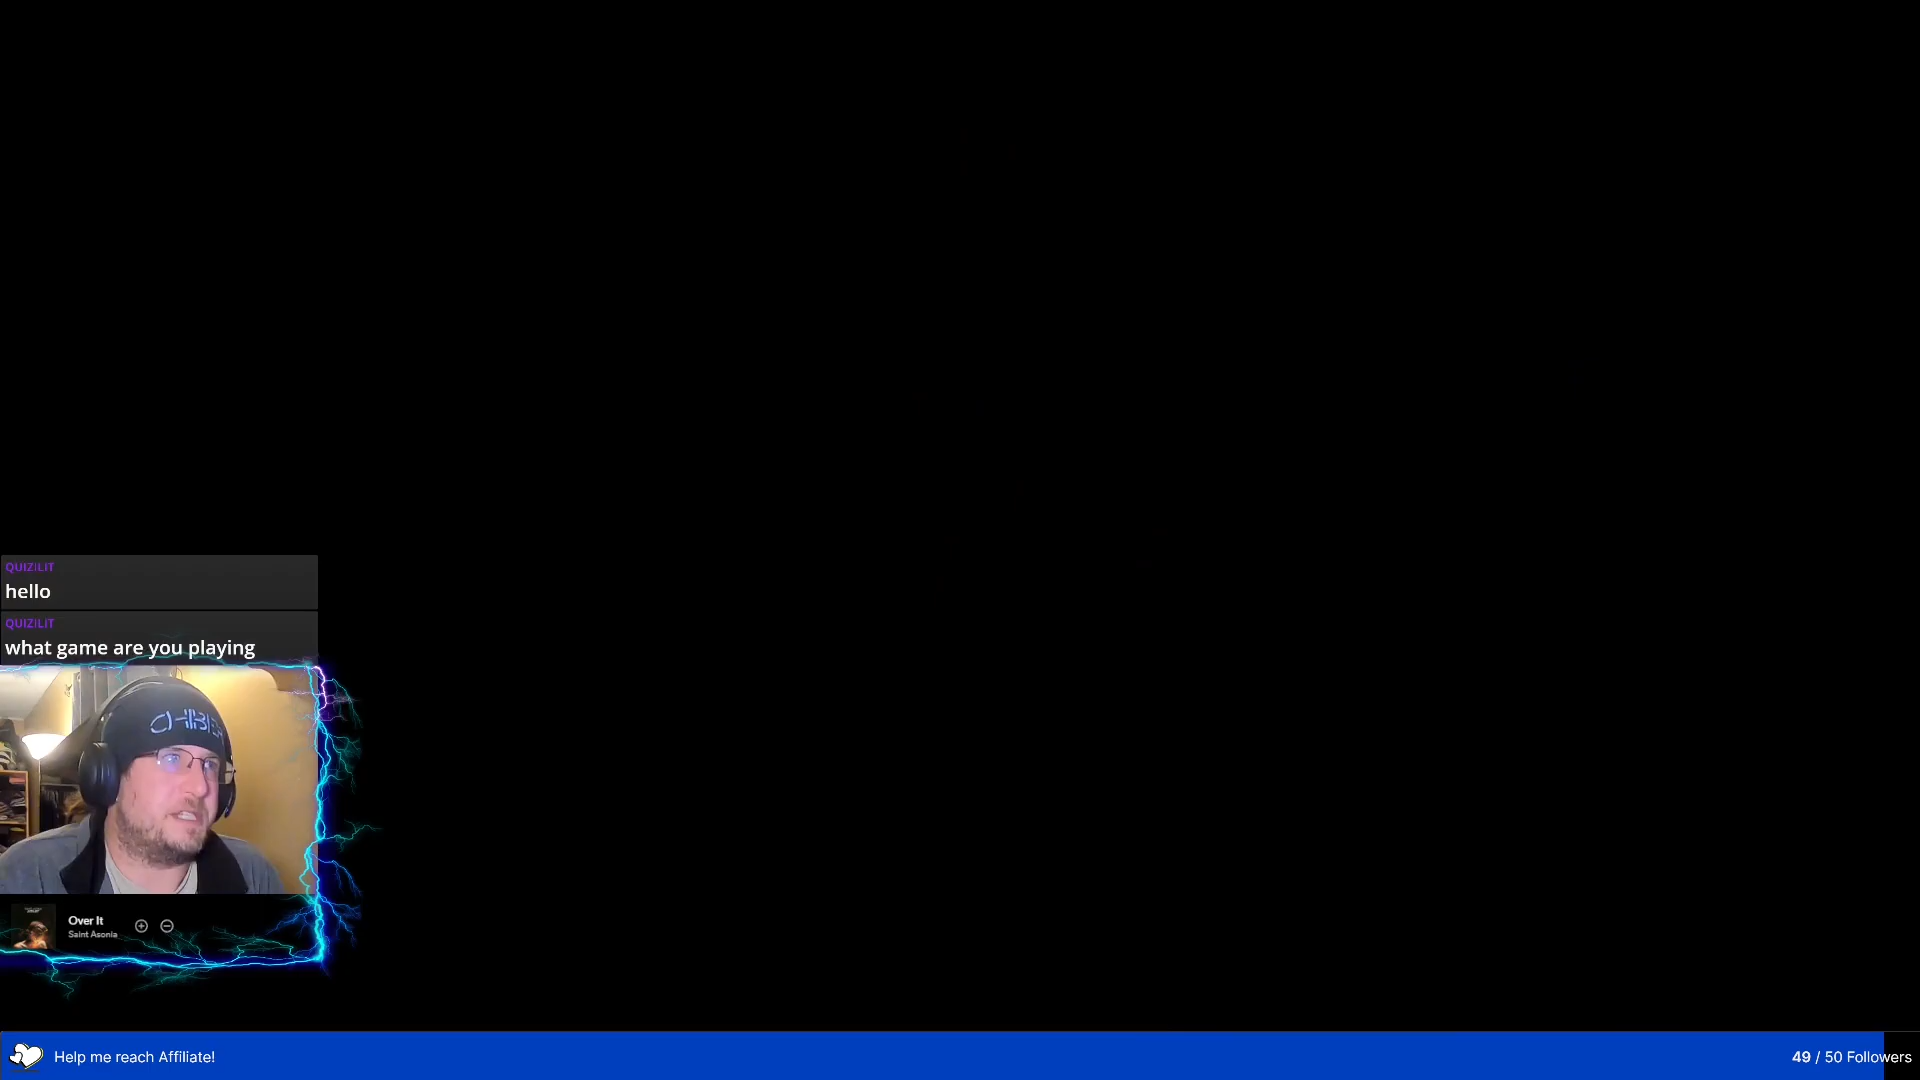 QUIZILIT
hello
QUIZILIT
what game are you playing
Over It
Saint Asonia
Help me reach Affiliate!
49 / 50 Followers